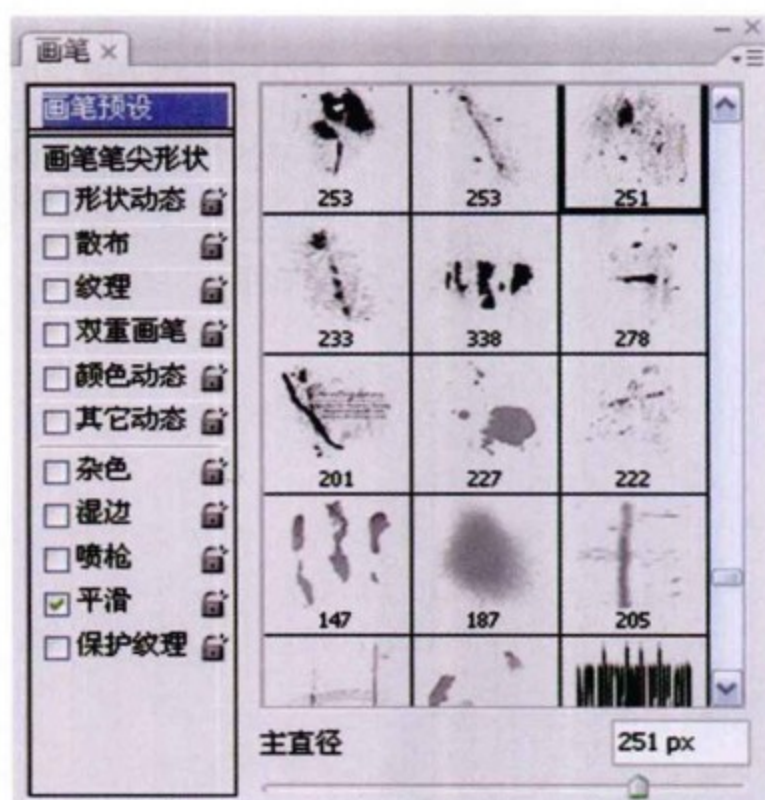 画笔
画笔预设
画笔笔尖形状
形状动态
散布
纹理
双重画笔
颜色动态
其它动态
杂色
湿边
喷枪
平滑
保护纹理
253 253 251
233 338 278
201 227 222
147 187 205
主直径 251 px